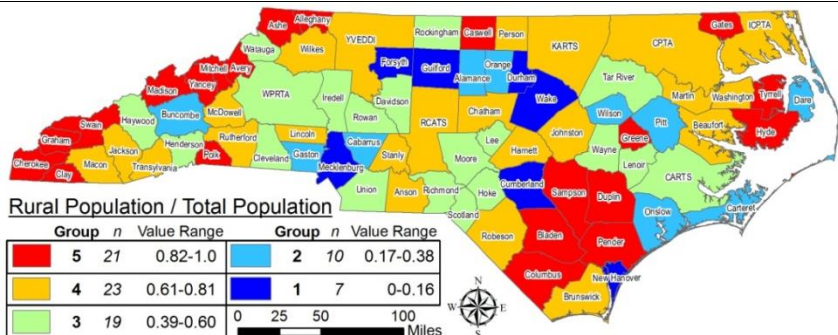 Ashe Alleghany
Gates
Rockingham Caswell Person
ICPTA
KARTS
CPTA
YVEDDI
Watauga
Wilkes
Forsyth Guilford
Orange
Alamance Durham
Mitchell Avery
Yancey
Madison
Tar River
Wake
Martin Washington Tyrrell Dare
WPRTA Iredell Davidson
Buncombe McDowell
Haywood
Rowan
RCATS Chatham
Wilson Pitt
Beaufort Hyde
Johnston Greene
Swain
Graham
Rutherford Lincoln
Cabarrus
Lee
Wayne
Henderson
Jackson
Cherokee Macon
Clay
Transylvania
Polk Cleveland Gaston
Stanly
Moore
Harnett
Lenoir
CARTS
Mecklenburg
Cumberland
Union Anson Richmond Hoke
Sampson Duplin
Onslow Carteret
Scotland
Robeson Bladen
Pender
Columbus
New Hanover
Brunswick
Rural Population / Total Population
Group n Value Range Group n Value Range
5 21 0.82-1.0 2 10 0.17-0.38
4 23 0.61-0.81 1 7 0-0.16
3 19 0.39-0.60
0 25 50 100
Miles
N
W E
S